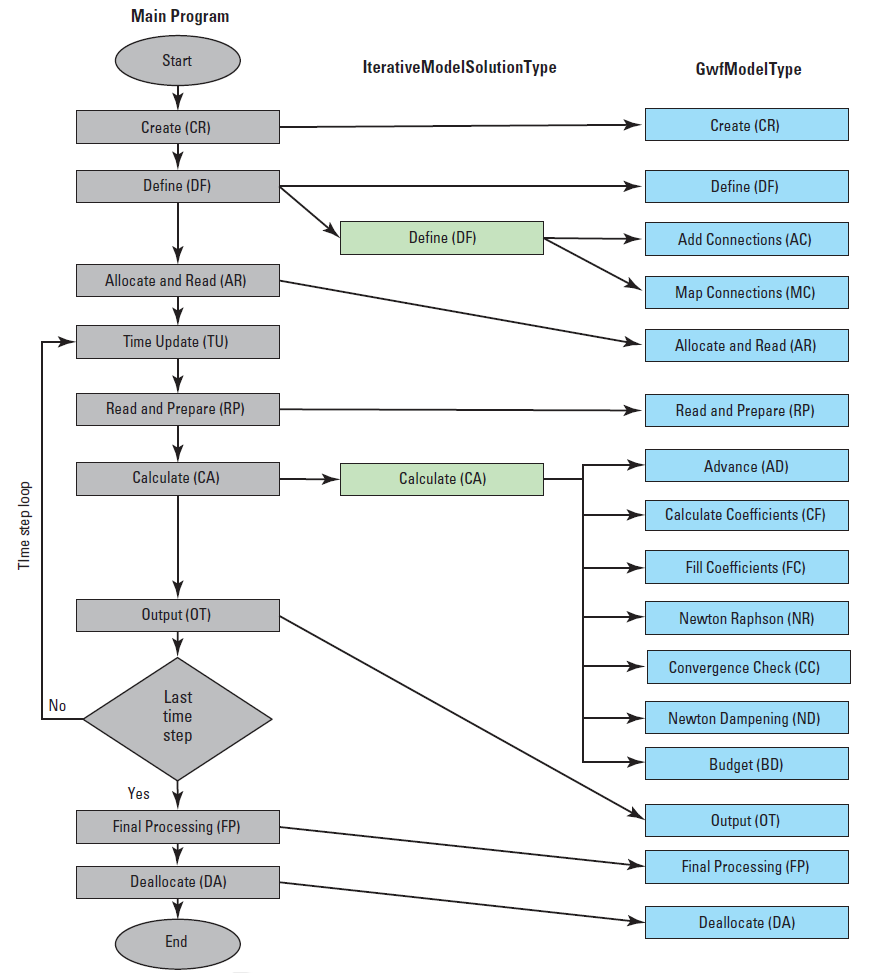 Main Program
IterativeModelSolutionType
GwfModelType
Start
Create (CR)
Create (CR)
Define (DF)
Define (DF)
Define (DF)
Add Connections (AC)
Map Connections (MC)
Allocate and Read (AR)
Allocate and Read (AR)
Time Update (TU)
Read and Prepare (RP)
Read and Prepare (RP)
Calculate (CA)
Calculate (CA)
Advance (AD)
Calculate Coefficients (CF)
Fill Coefficients (FC)
Newton Raphson (NR)
Convergence Check (CC)
Newton Dampening (ND)
Budget (BD)
TIme step loop
Output (OT)
Output (OT)
Last
time
step
No
Yes
Final Processing (FP)
Final Processing (FP)
Deallocate (DA)
Deallocate (DA)
End